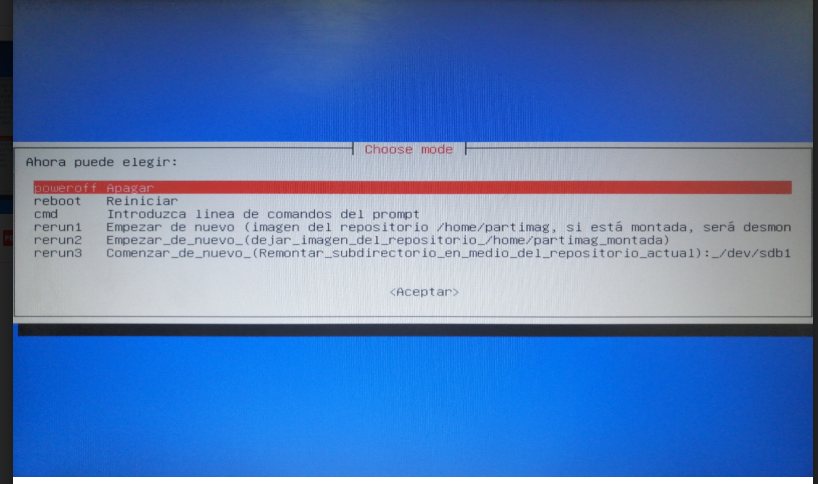 Choose mode
Ahora puede elegir:
poweroff Apagar
reboot Reiniciar
cmd Introduzca linea de comandos del prompt
rerun1 Empezar de nuevo (imagen del repositorio /home/partimag, si está montada, será desmon
rerun2 Empezar_de_nuevo_(dejar_imagen_del_repositorio_/home/partimag_montada)
rerun3 Comenzar_de_nuevo_(Remontar_subdirectorio_en_medio_del_repositorio_actual):_/dev/sdb1
<Aceptar>